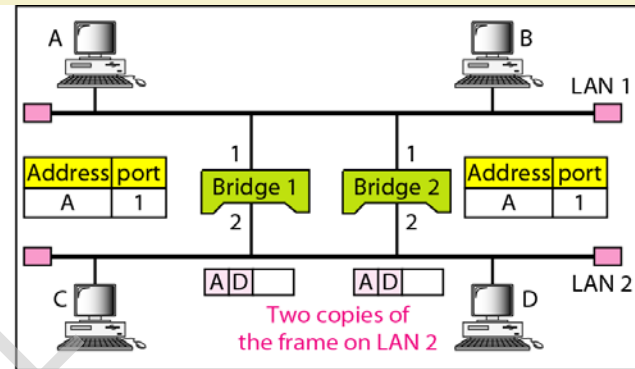 A
B
LAN 1
1
1
Address port
A 1
Bridge 1
Bridge 2
Address port
A 1
2
2
C
A D
A D
D
LAN 2
Two copies of
the frame on LAN 2